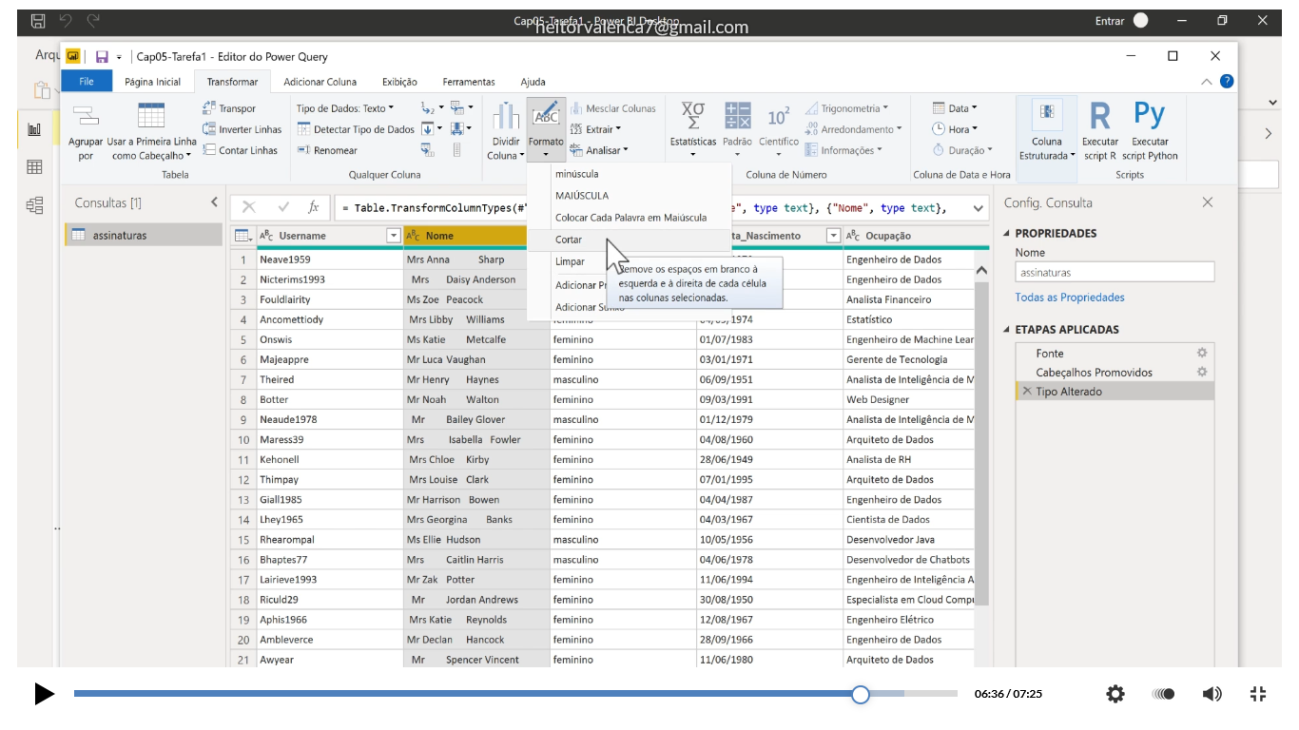 Cap05-Tarefa1 - Power BI Desktop
heitorvalenca7@gmail.com
Entrar
Arqu
Cap05-Tarefa1 - Editor do Power Query
File Página Inicial Transformar Adicionar Coluna Exibição Ferramentas Ajuda
Agrupar por
Usar a Primeira Linha como Cabeçalho
Transpor
Inverter Linhas
Contar Linhas
Tabela
Tipo de Dados: Texto
Detectar Tipo de Dados
Renomear
Qualquer Coluna
Dividir Coluna
Formato
ABC
Mesclar Colunas
Extrair
Analisar
Estatísticas
Padrão
Científico
Trigonometria
Arredondamento
Informações
Coluna de Número
Data
Hora
Duração
Coluna de Data e Hora
Coluna Estruturada
Executar script R
Executar script Python
Scripts
minúscula
MAIÚSCULA
Colocar Cada Palavra em Maiúscula
Cortar
Limpar
Adicionar Pr
Adicionar Sufixo
Remove os espaços em branco à
esquerda e à direita de cada célula
nas colunas selecionadas.
Consultas [1]
assinaturas
= Table.TransformColumnTypes(#" e", type text}, {"Nome", type text},
Username Nome ta_Nascimento Ocupação
1 Neave1959 Mrs Anna Sharp Engenheiro de Dados
2 Nicterims1993 Mrs Daisy Anderson Engenheiro de Dados
3 Fouldlairity Ms Zoe Peacock Analista Financeiro
4 Ancomettiody Mrs Libby Williams feminino 04/05/1974 Estatístico
5 Onswis Ms Katie Metcalfe feminino 01/07/1983 Engenheiro de Machine Lear
6 Majeappre Mr Luca Vaughan feminino 03/01/1971 Gerente de Tecnologia
7 Theired Mr Henry Haynes masculino 06/09/1951 Analista de Inteligência de M
8 Botter Mr Noah Walton feminino 09/03/1991 Web Designer
9 Neaude1978 Mr Bailey Glover masculino 01/12/1979 Analista de Inteligência de M
10 Maress39 Mrs Isabella Fowler feminino 04/08/1960 Arquiteto de Dados
11 Kehonell Mrs Chloe Kirby feminino 28/06/1949 Analista de RH
12 Thimpay Mrs Louise Clark feminino 07/01/1995 Arquiteto de Dados
13 Giall1985 Mr Harrison Bowen feminino 04/04/1987 Engenheiro de Dados
14 Lhey1965 Mrs Georgina Banks feminino 04/03/1967 Cientista de Dados
15 Rhearompal Ms Ellie Hudson masculino 10/05/1956 Desenvolvedor Java
16 Bhaptes77 Mrs Caitlin Harris masculino 04/06/1978 Desenvolvedor de Chatbots
17 Lairieve1993 Mr Zak Potter feminino 11/06/1994 Engenheiro de Inteligência A
18 Riculd29 Mr Jordan Andrews feminino 30/08/1950 Especialista em Cloud Compu
19 Aphis1966 Mrs Katie Reynolds feminino 12/08/1967 Engenheiro Elétrico
20 Ambleverce Mr Declan Hancock feminino 28/09/1966 Engenheiro de Dados
21 Awyear Mr Spencer Vincent feminino 11/06/1980 Arquiteto de Dados
Config. Consulta
PROPRIEDADES
Nome
assinaturas
Todas as Propriedades
ETAPAS APLICADAS
Fonte
Cabeçalhos Promovidos
Tipo Alterado
06:36 / 07:25